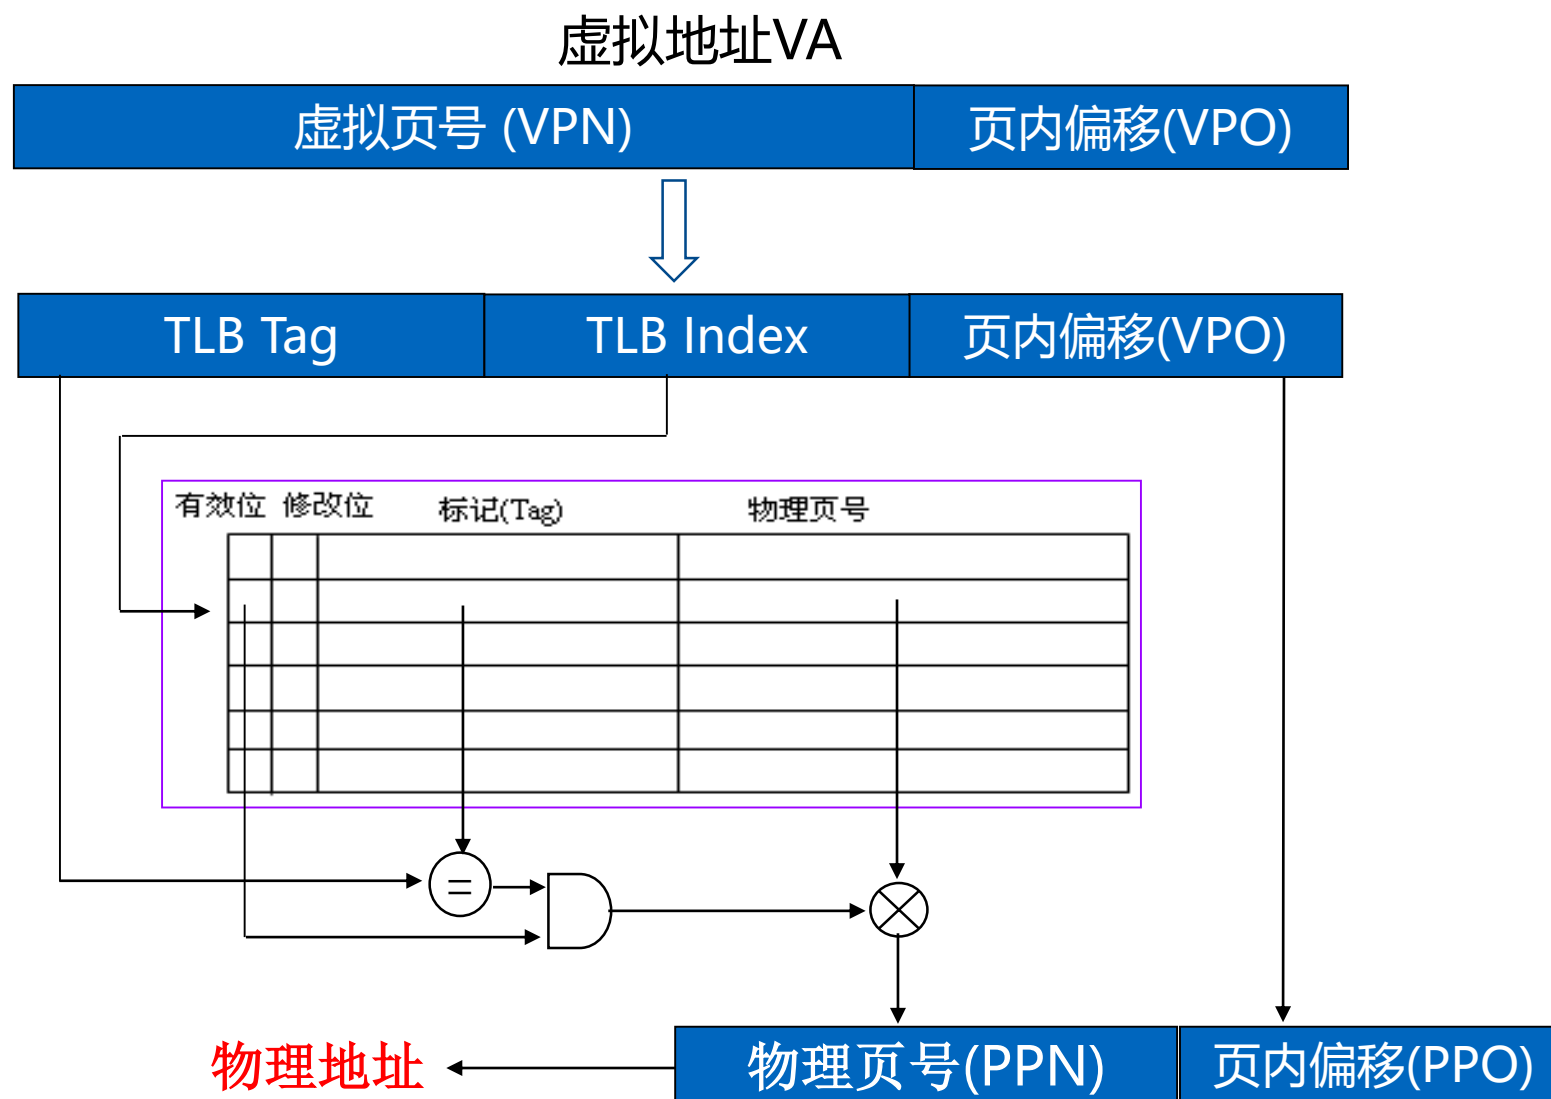 虚拟地址VA
虚拟页号 (VPN) 页内偏移(VPO)
TLB Tag TLB Index 页内偏移(VPO)
有效位 修改位 标记(Tag) 物理页号
=
物理地址 物理页号(PPN) 页内偏移(PPO)